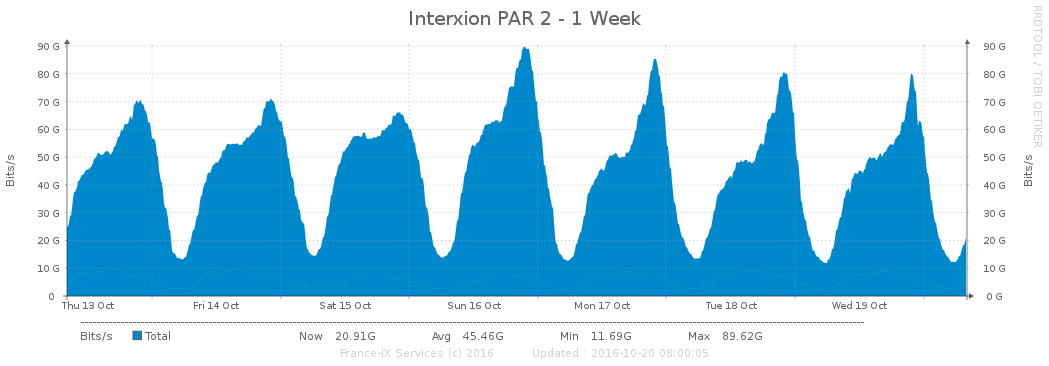 Interxion PAR 2 - 1 Week
RRDTOOL / TOBI OETIKER
Bits/s
90 G 90 G
80 G 80 G
70 G 70 G
60 G 60 G
50 G 50 G
40 G 40 G
30 G 30 G
20 G 20 G
10 G 10 G
0 0 G
Bits/s
Thu 13 Oct Fri 14 Oct Sat 15 Oct Sun 16 Oct Mon 17 Oct Tue 18 Oct Wed 19 Oct
Bits/s Total Now 20.91G Avg 45.46G Min 11.69G Max 89.62G
France-IX Services (c) 2016 Updated : 2016-10-20 08:00:05